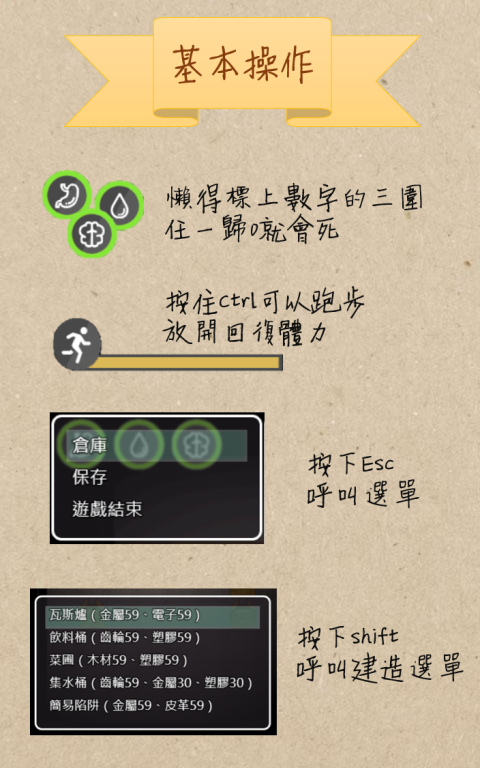 基本操作
懶得標上數字的三圍
任一歸0就會死
按住ctrl可以跑步
放開回復體力
倉庫
保存
遊戲結束
按下Esc
呼叫選單
瓦斯爐（金屬59、電子59）
飲料桶（齒輪59、塑膠59）
菜圃（木材59、塑膠59）
集水桶（齒輪59、金屬30、塑膠30）
簡易陷阱（金屬59、皮革59）
按下shift
呼叫建造選單